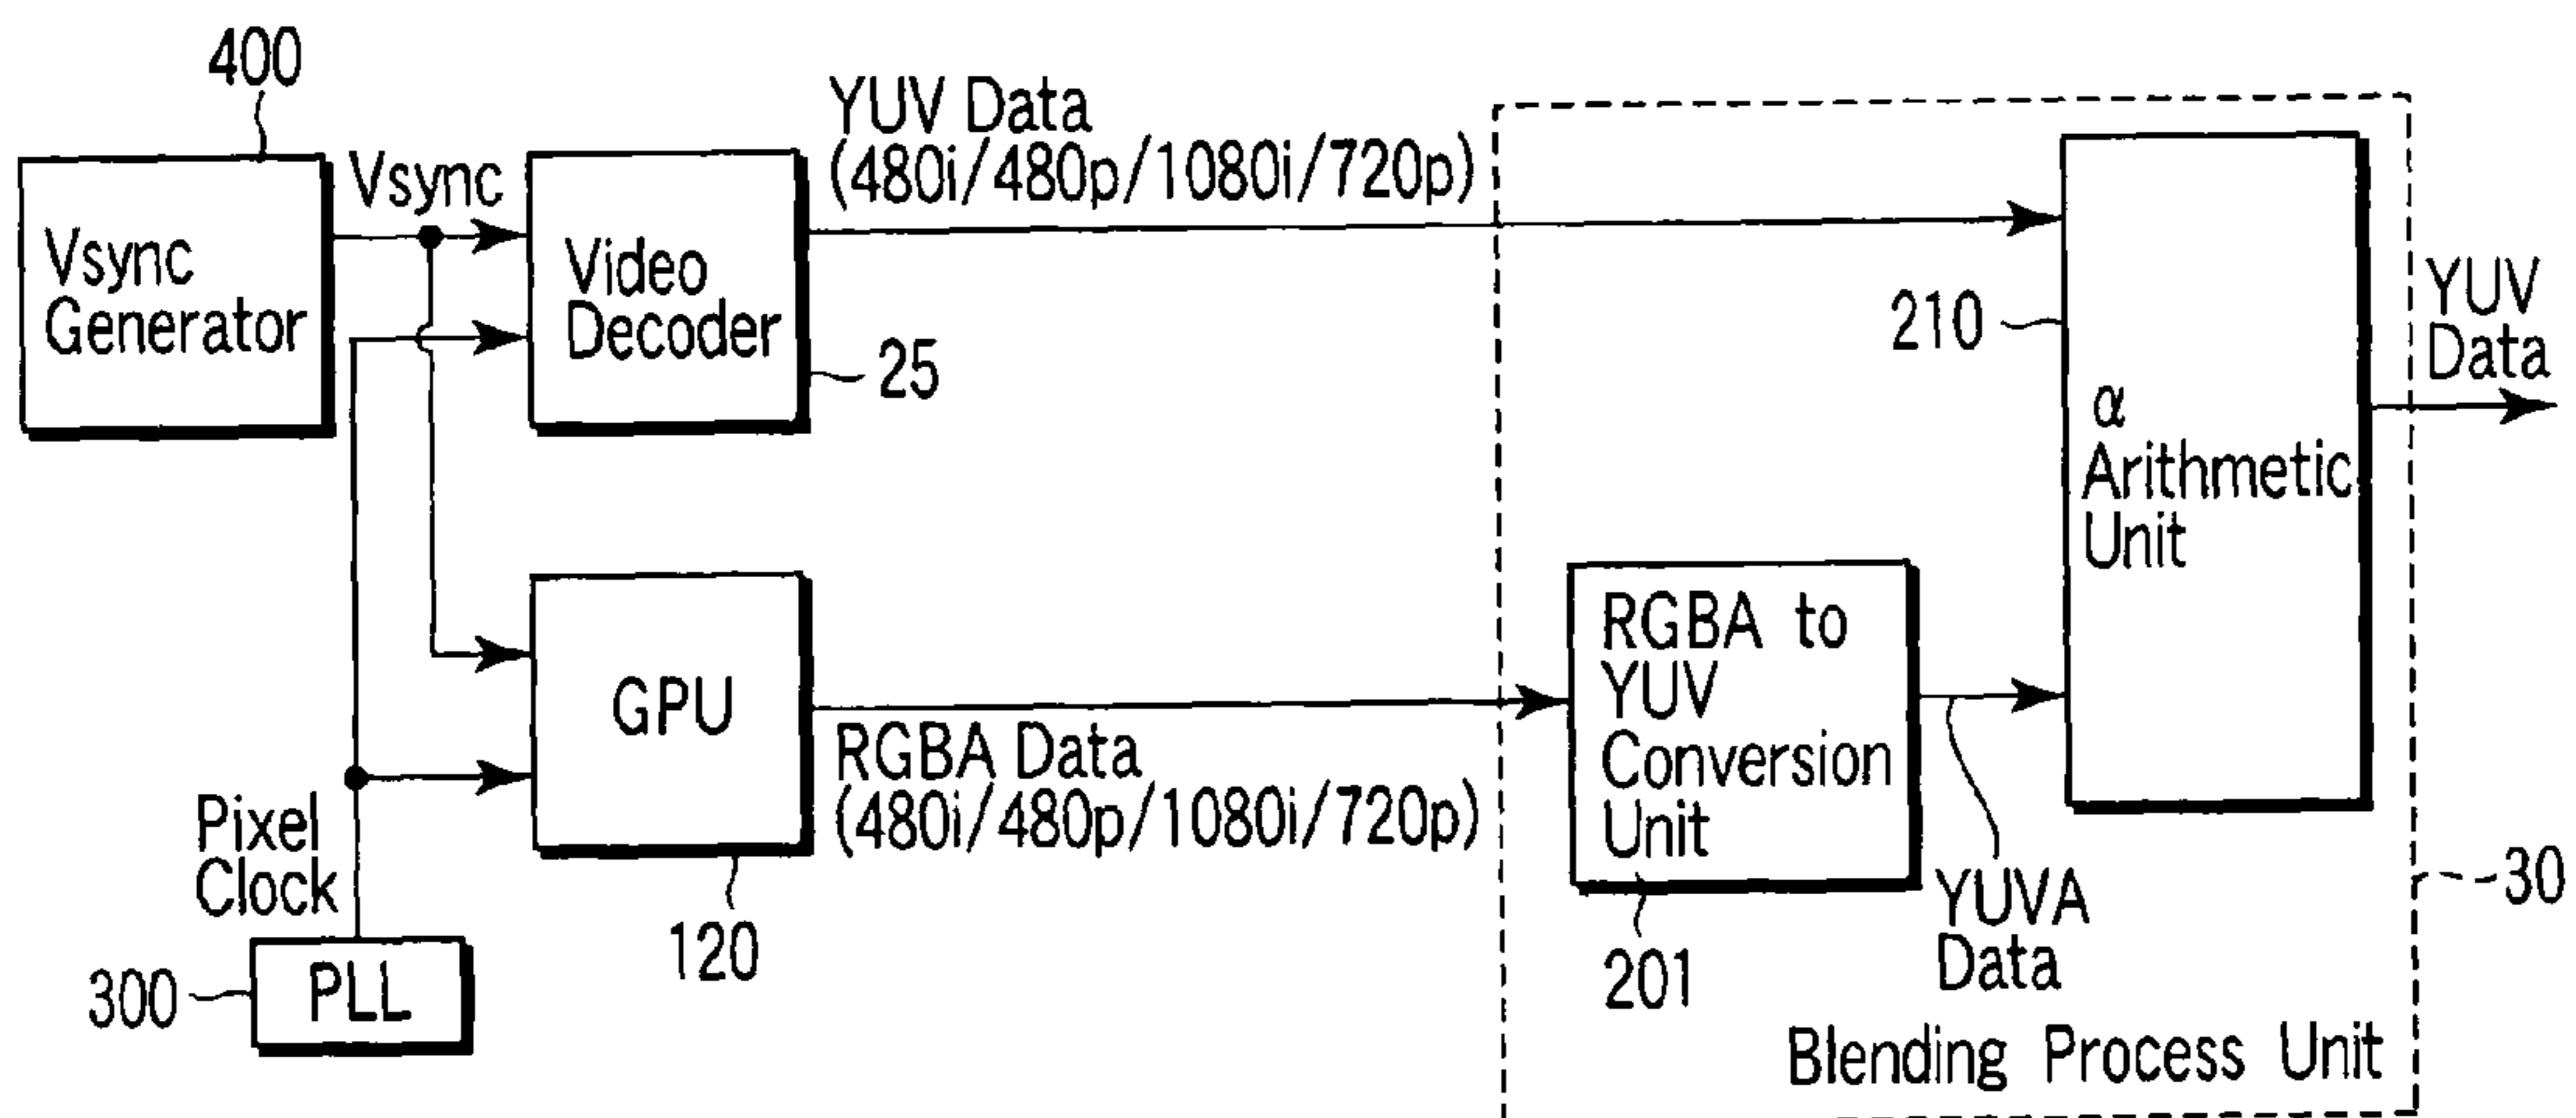 400
Vsync
Generator
Vsync
Video
Decoder
25
YUV Data
(480i/480p/1080i/720p)
210
α
Arithmetic
Unit
YUV
Data
GPU
120
RGBA Data
(480i/480p/1080i/720p)
RGBA to
YUV
Conversion
Unit
201
YUVA
Data
30
Pixel
Clock
300
PLL
Blending Process Unit